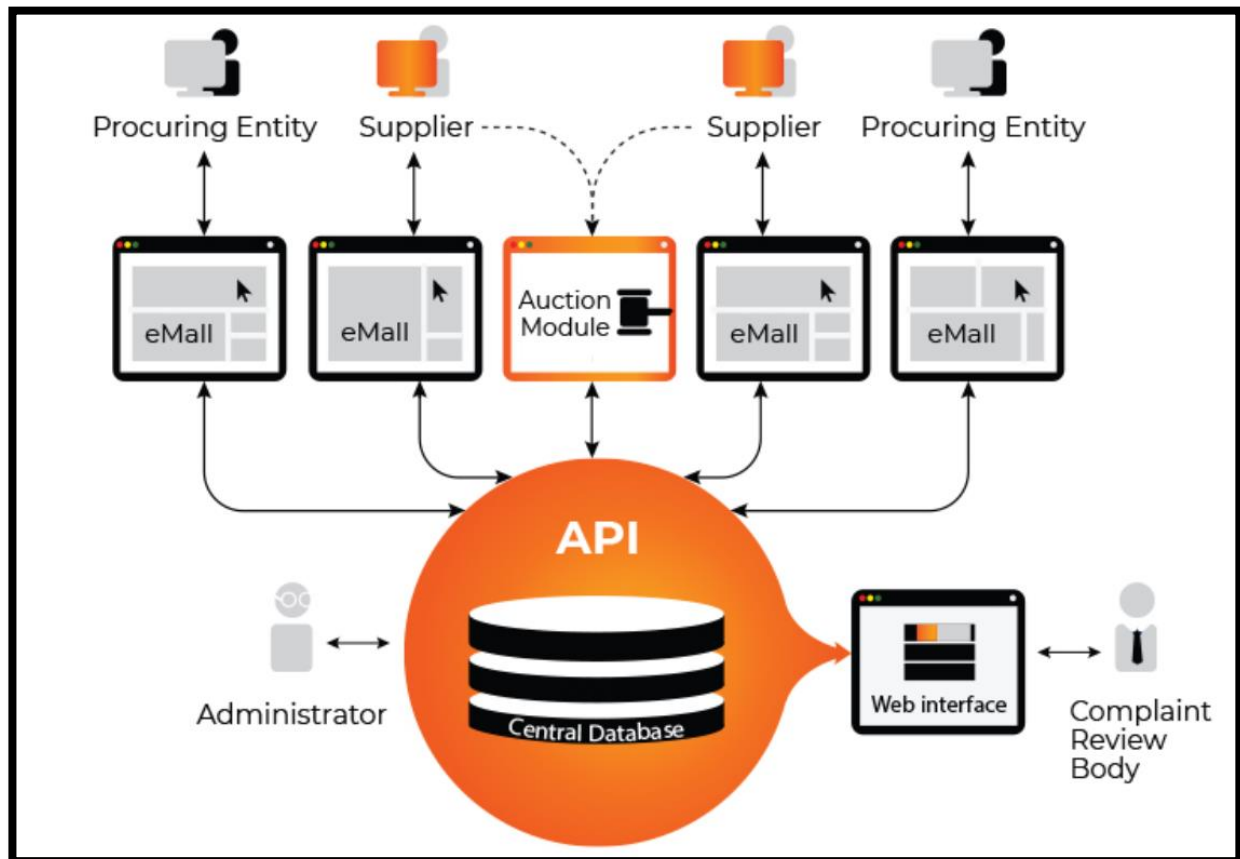 Procuring Entity
Supplier
Supplier
Procuring Entity
eMall
eMall
Auction
Module
eMall
eMall
API
Central Database
Administrator
Web interface
Complaint
Review
Body